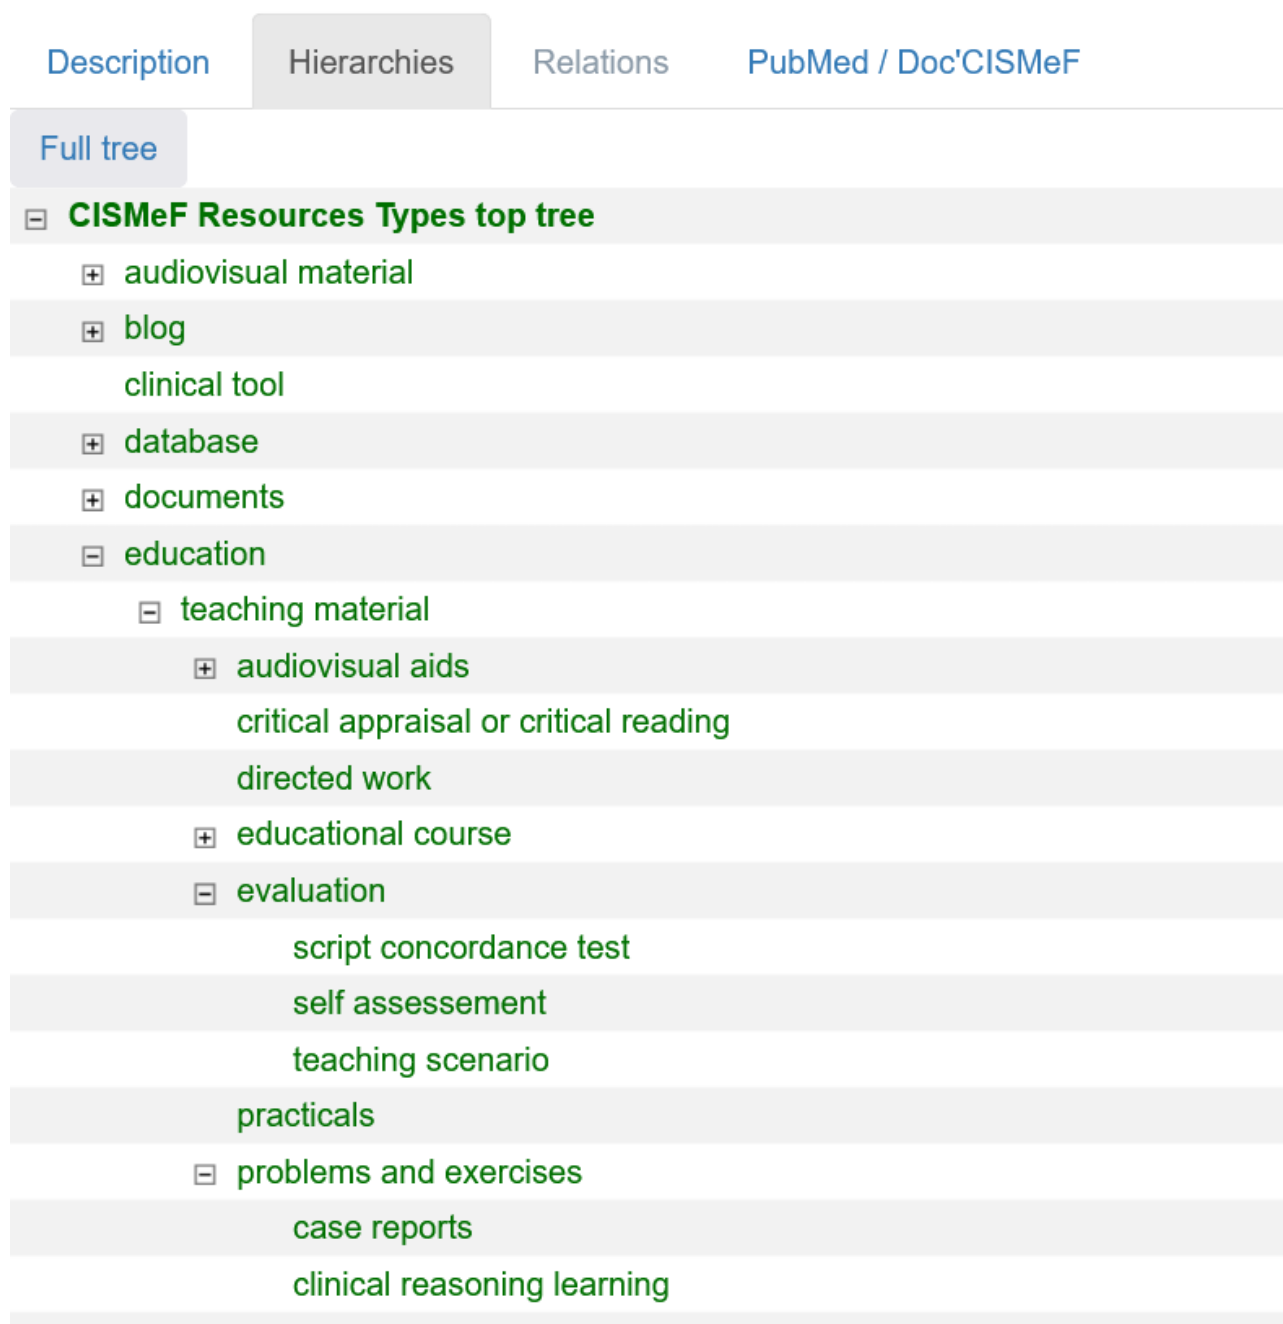 Description Hierarchies Relations PubMed / Doc'CISMeF
Full tree
CISMeF Resources Types top tree
audiovisual material
blog
clinical tool
database
documents
education
teaching material
audiovisual aids
critical appraisal or critical reading
directed work
educational course
evaluation
script concordance test
self assessement
teaching scenario
practicals
problems and exercises
case reports
clinical reasoning learning